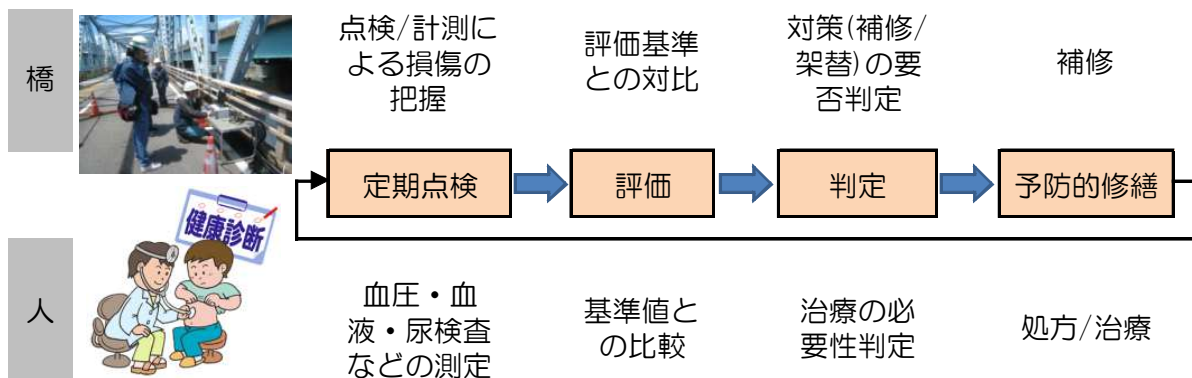 橋
点検/計測に
よる損傷の
把握
評価基準
との対比
対策(補修/
架替)の要
否判定
補修
定期点検
評価
判定
予防的修繕
健康診断
人
血圧・血
液・尿検査
などの測定
基準値と
の比較
治療の必
要性判定
処方/治療